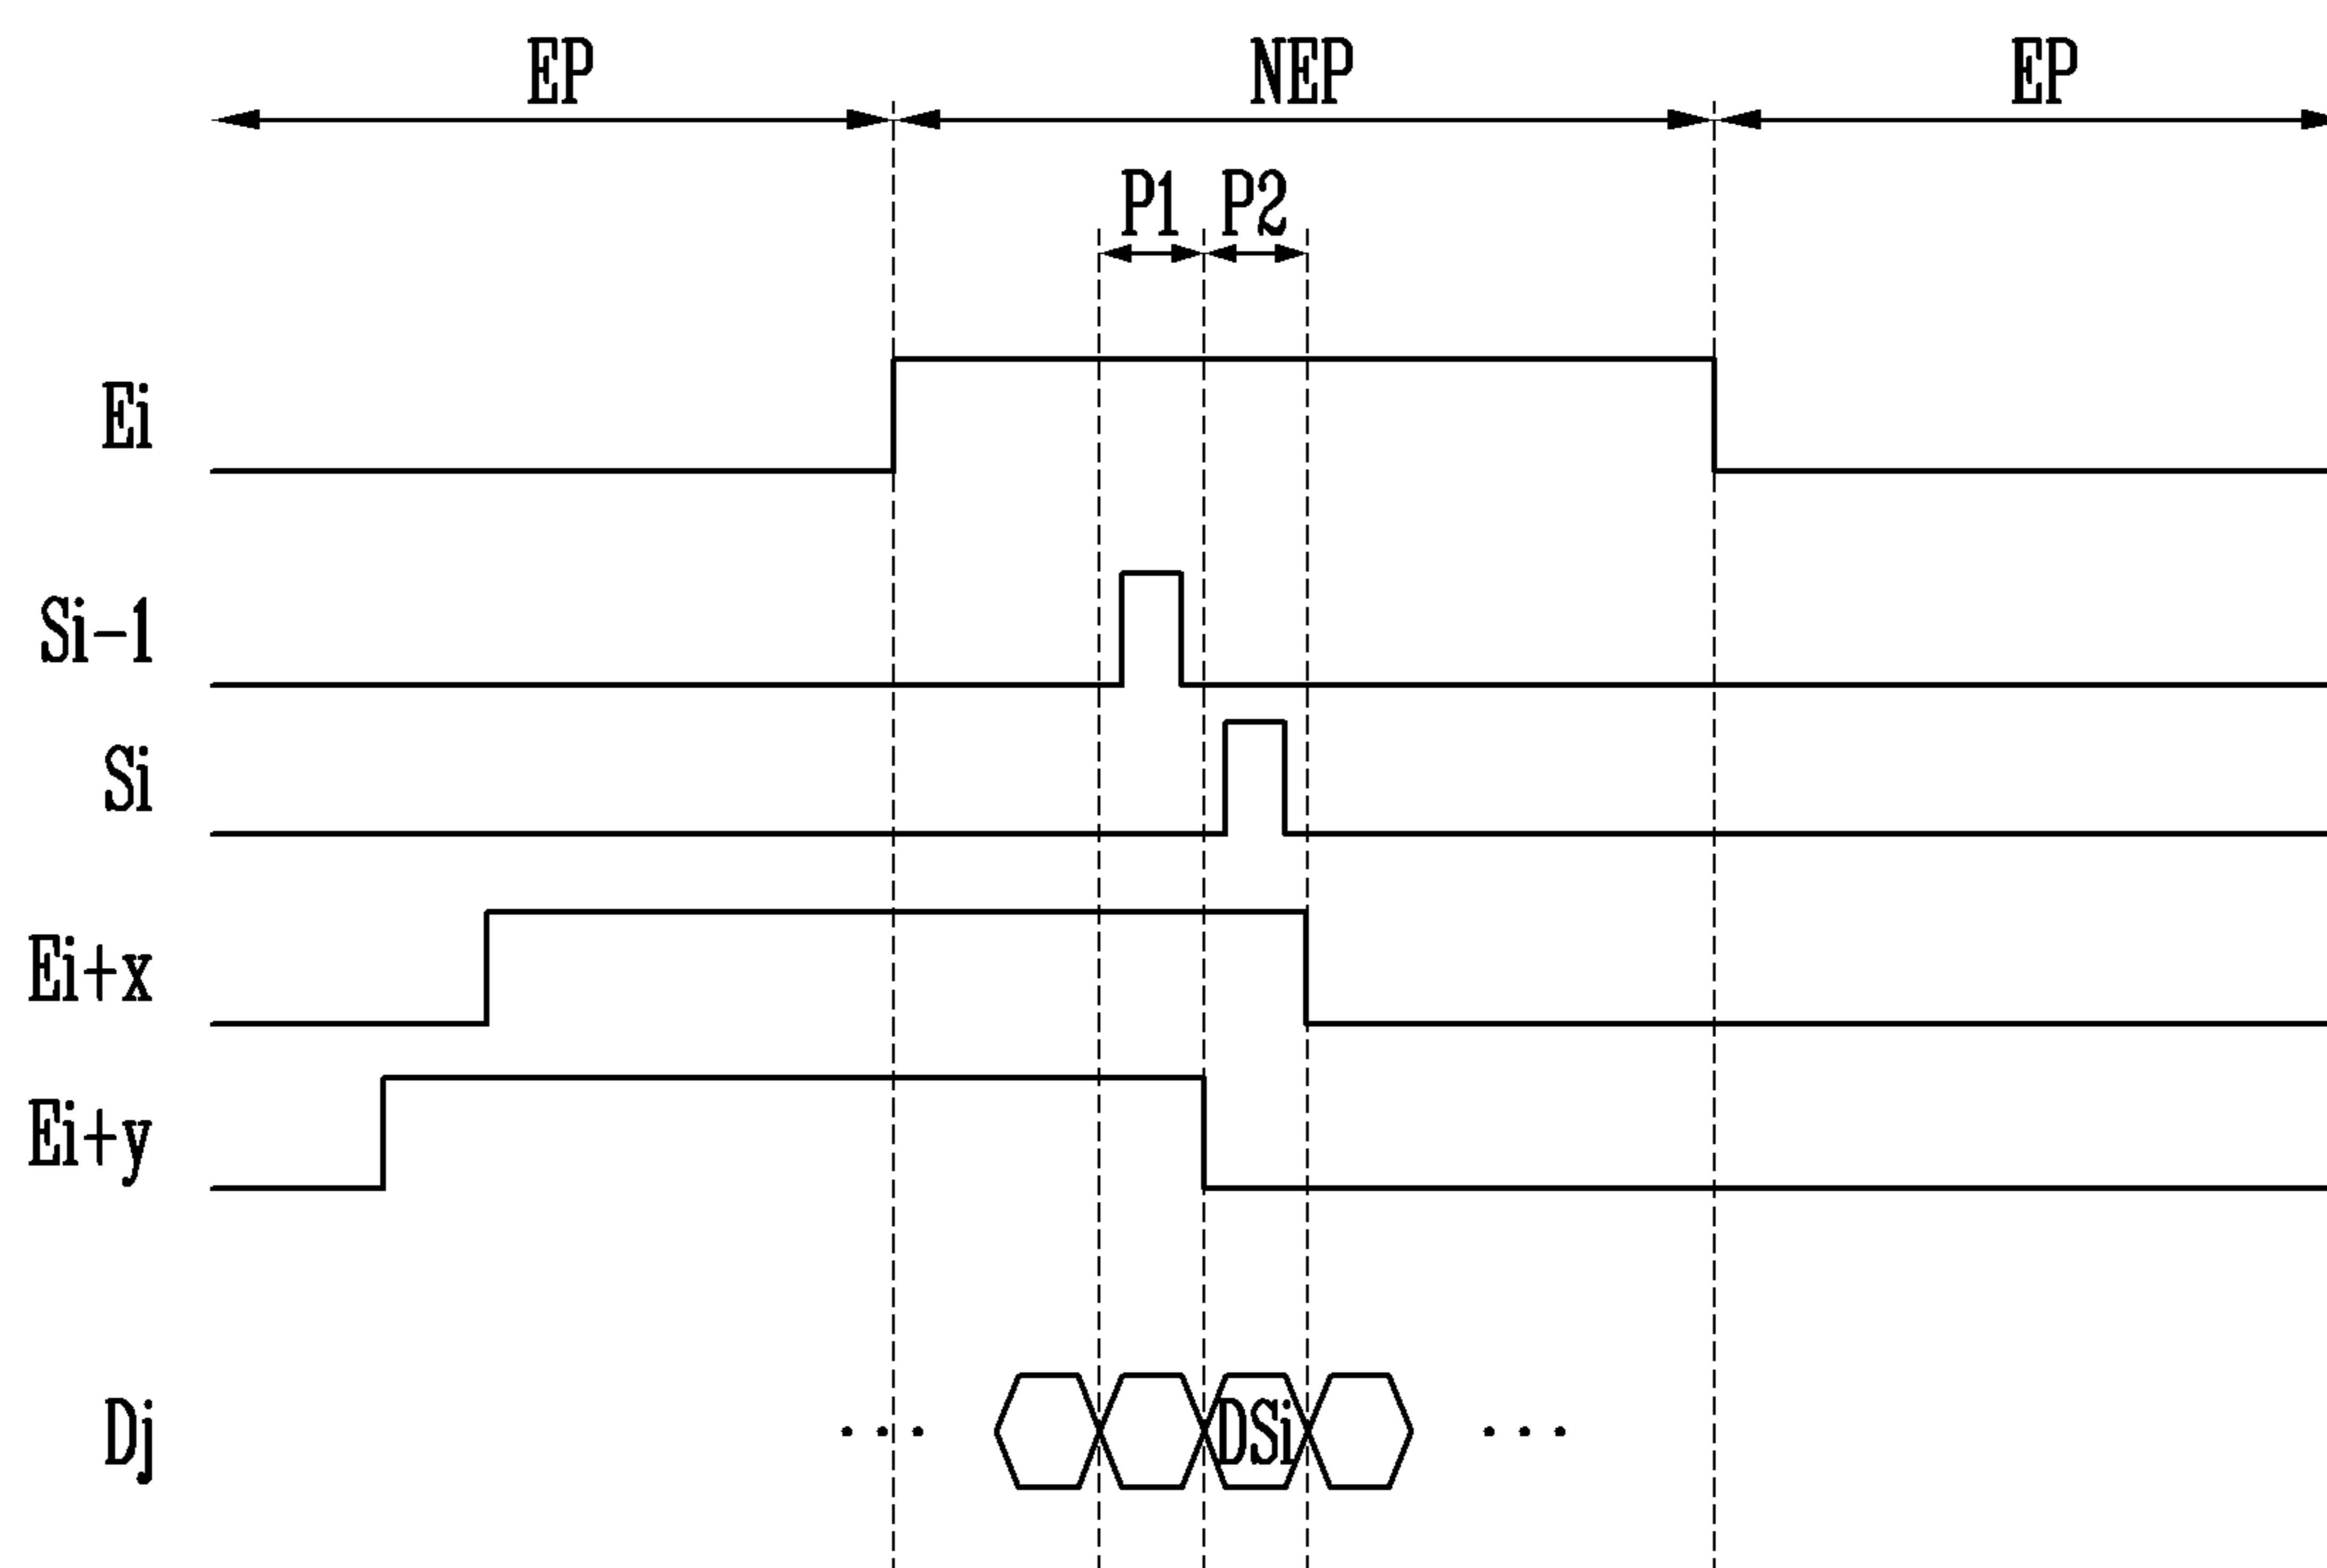 EP NEP EP
P1 P2
Ei
Si-1
Si
Ei+x
Ei+y
Dj ... DSi ...